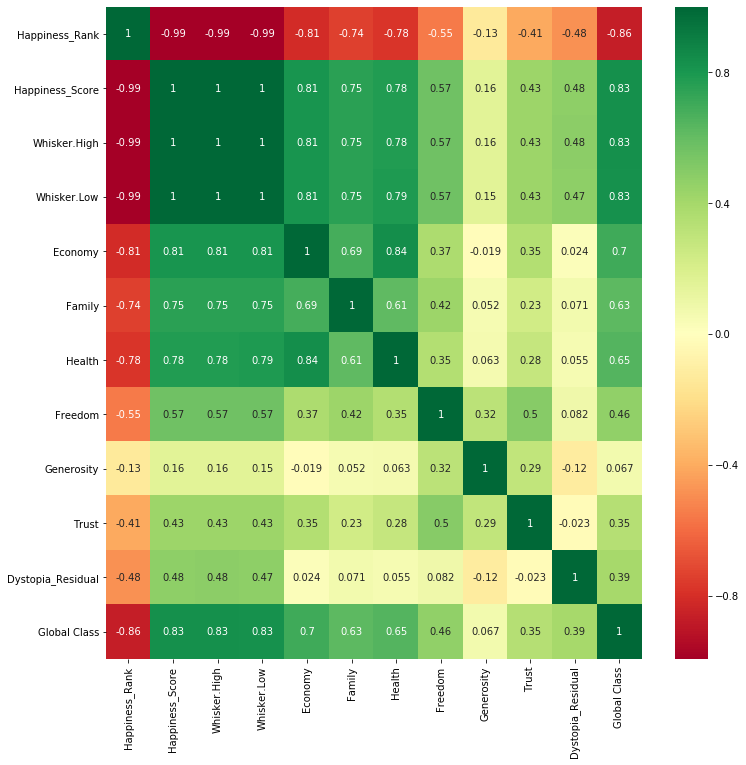 Happiness_Rank 1 -0.99 -0.99 -0.99 -0.81 -0.74 -0.78 -0.55 -0.13 -0.41 -0.48 -0.86
Happiness_Score -0.99 1 1 1 0.81 0.75 0.78 0.57 0.16 0.43 0.48 0.83
Whisker.High -0.99 1 1 1 0.81 0.75 0.78 0.57 0.16 0.43 0.48 0.83
Whisker.Low -0.99 1 1 1 0.81 0.75 0.79 0.57 0.15 0.43 0.47 0.83
Economy -0.81 0.81 0.81 0.81 1 0.69 0.84 0.37 -0.019 0.35 0.024 0.7
Family -0.74 0.75 0.75 0.75 0.69 1 0.61 0.42 0.052 0.23 0.071 0.63
Health -0.78 0.78 0.78 0.79 0.84 0.61 1 0.35 0.063 0.28 0.055 0.65
Freedom -0.55 0.57 0.57 0.57 0.37 0.42 0.35 1 0.32 0.5 0.082 0.46
Generosity -0.13 0.16 0.16 0.15 -0.019 0.052 0.063 0.32 1 0.29 -0.12 0.067
Trust -0.41 0.43 0.43 0.43 0.35 0.23 0.28 0.5 0.29 1 -0.023 0.35
Dystopia_Residual -0.48 0.48 0.48 0.47 0.024 0.071 0.055 0.082 -0.12 -0.023 1 0.39
Global Class -0.86 0.83 0.83 0.83 0.7 0.63 0.65 0.46 0.067 0.35 0.39 1
Happiness_Rank
Happiness_Score
Whisker.High
Whisker.Low
Economy
Family
Health
Freedom
Generosity
Trust
Dystopia_Residual
Global Class
0.8
0.4
0.0
−0.4
−0.8